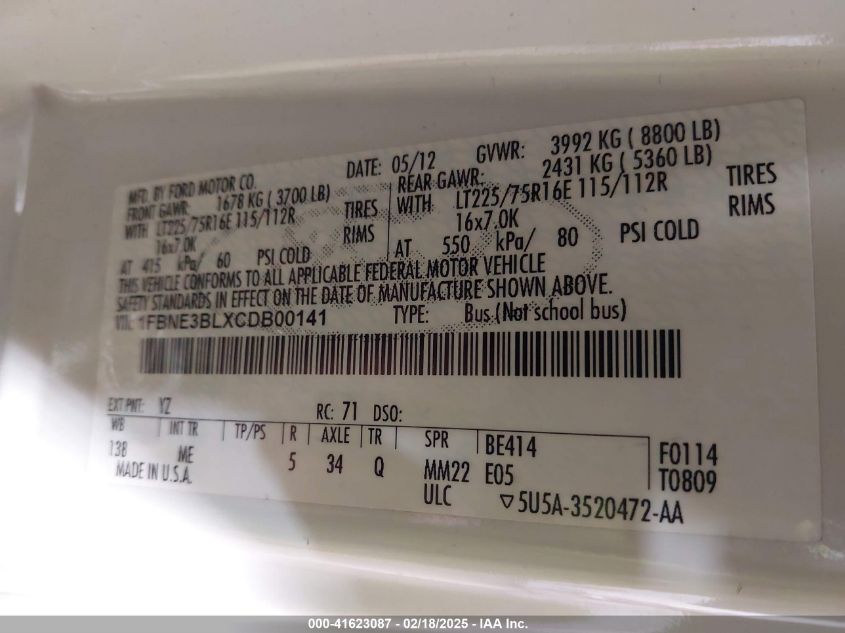 MFD. BY FORD MOTOR CO.
DATE: 05/12 GVWR: 3992 KG ( 8800 LB)
FRONT GAWR: 1678 KG ( 3700 LB)
REAR GAWR: 2431 KG ( 5360 LB)
WITH LT225/75R16E 115/112R TIRES
WITH LT225/75R16E 115/112R TIRES
16x7.0K RIMS
16x7.0K RIMS
AT 415 kPa/ 60 PSI COLD
AT 550 kPa/ 80 PSI COLD
THIS VEHICLE CONFORMS TO ALL APPLICABLE FEDERAL MOTOR VEHICLE
SAFETY STANDARDS IN EFFECT ON THE DATE OF MANUFACTURE SHOWN ABOVE.
VIN: 1FBNE3BLXCDB00141 TYPE: Bus (Not school bus)
EXT PNT: YZ RC: 71 DSO:
WB INT TR TP/PS R AXLE TR SPR BE414 F0114
138 ME 5 34 Q MM22 E05 T0809
MADE IN U.S.A. ULC ▽5U5A-3520472-AA
000-41623087 - 02/18/2025 - IAA Inc.